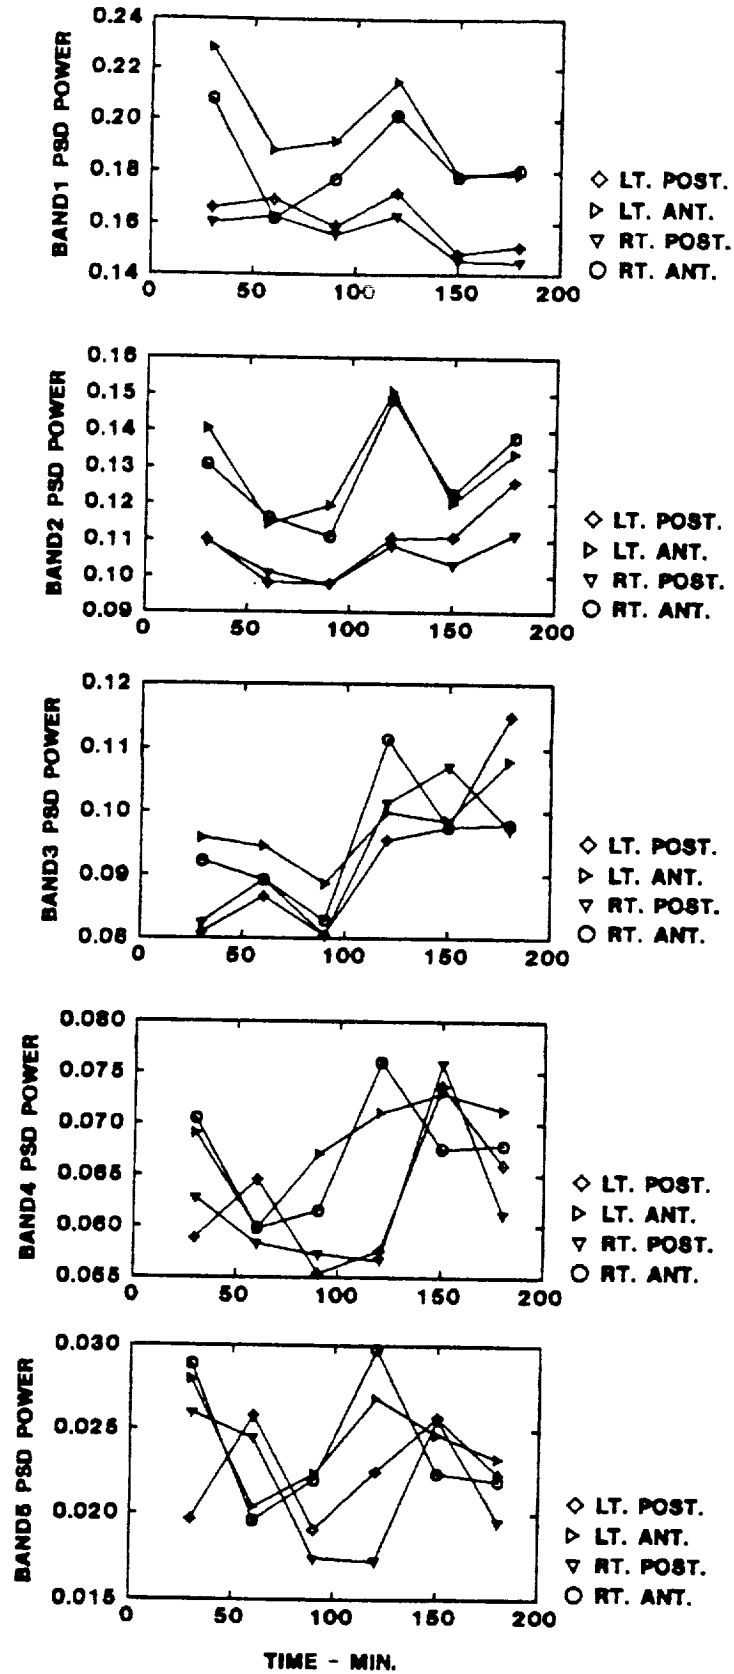 BAND1 PSD POWER
0.24
0.22
0.20
0.18
0.16
0.14
0 50 100 150 200
LT. POST.
LT. ANT.
RT. POST.
RT. ANT.
BAND2 PSD POWER
0.16
0.15
0.14
0.13
0.12
0.11
0.10
0.09
0 50 100 150 200
LT. POST.
LT. ANT.
RT. POST.
RT. ANT.
BAND3 PSD POWER
0.12
0.11
0.10
0.09
0.08
0 50 100 150 200
LT. POST.
LT. ANT.
RT. POST.
RT. ANT.
BAND4 PSD POWER
0.080
0.075
0.070
0.065
0.060
0.055
0 50 100 150 200
LT. POST.
LT. ANT.
RT. POST.
RT. ANT.
BAND5 PSD POWER
0.030
0.025
0.020
0.015
0 50 100 150 200
LT. POST.
LT. ANT.
RT. POST.
RT. ANT.
TIME - MIN.